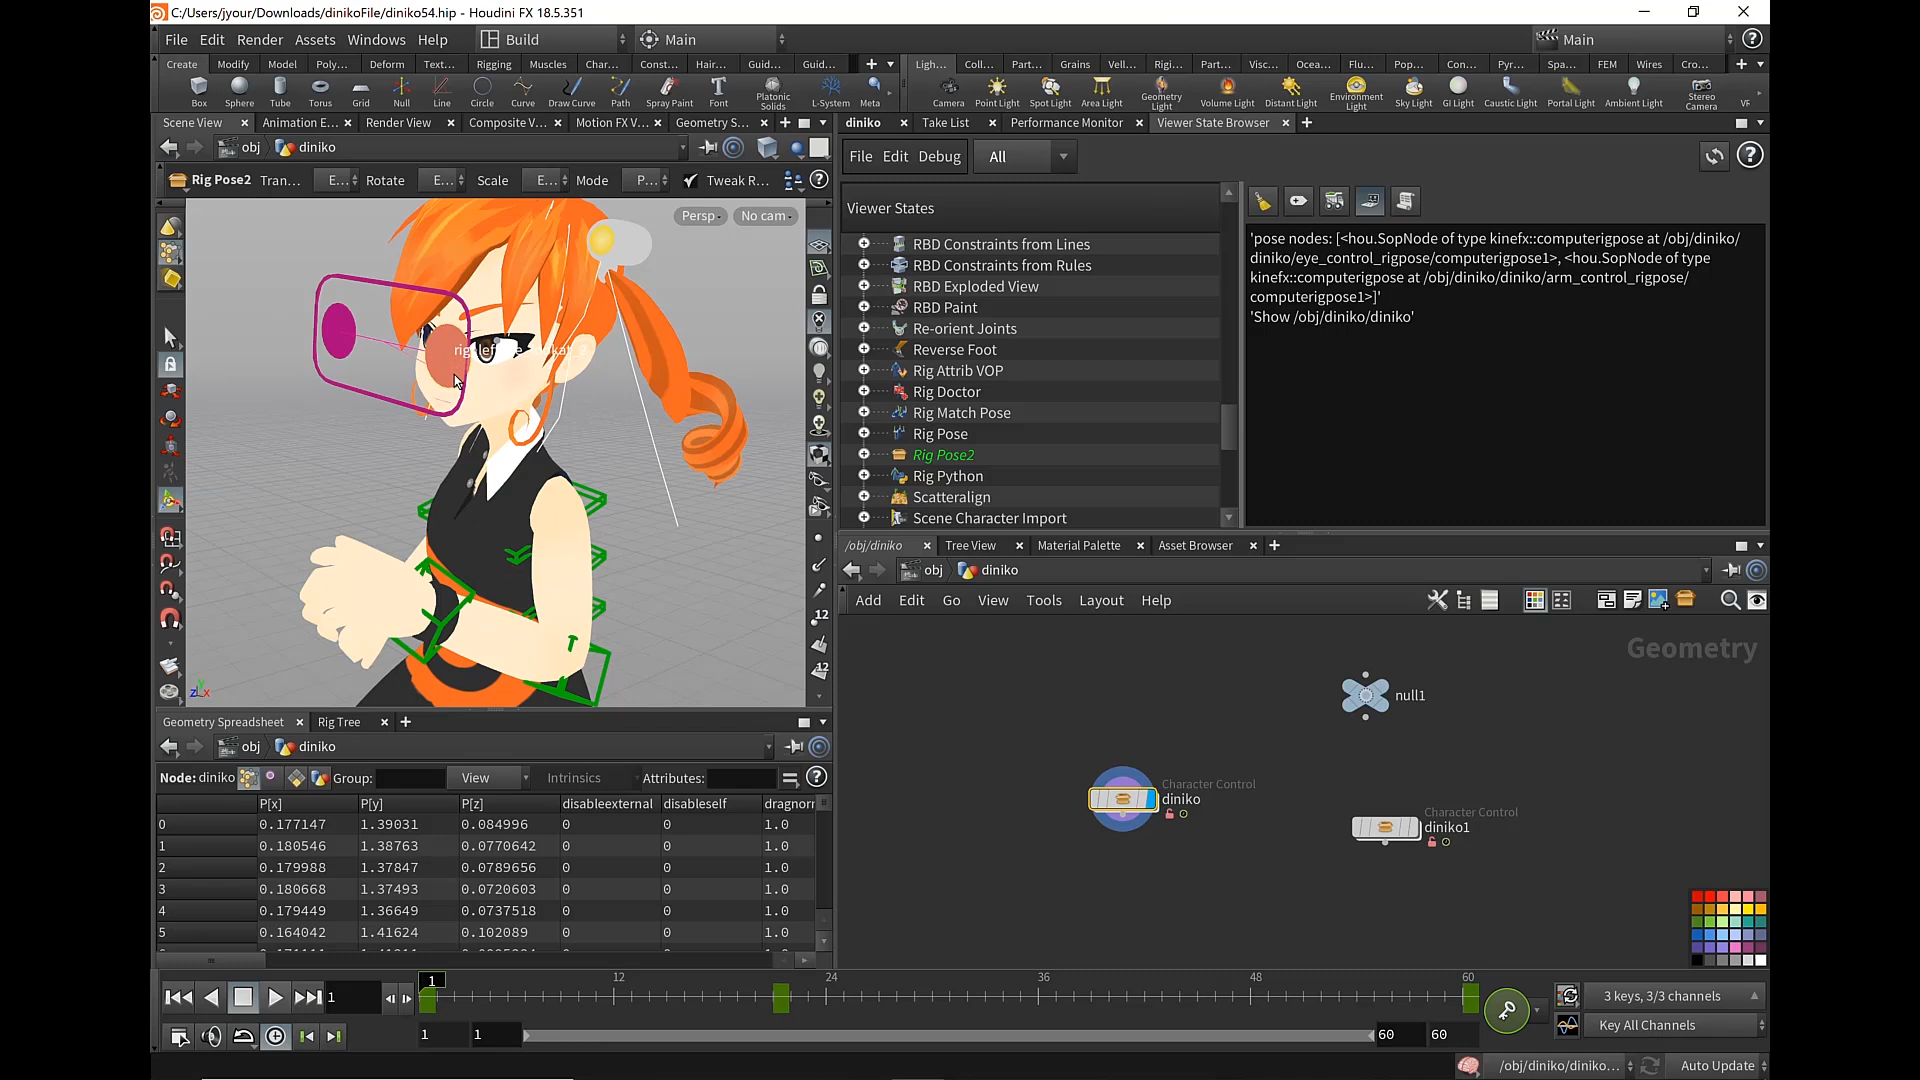 C:/Users/jyour/Downloads/dinikoFile/diniko54.hip - Houdini FX 18.5.351
File Edit Render Assets Windows Help Build Main
Main
Create Modify Model Poly... Deform Text... Rigging Muscles Char... Const... Hair... Guid... Guid...
Box Sphere Tube Torus Grid Null Line Circle Curve Draw Curve Path Spray Paint Font Platonic Solids L-System Meta
Ligh... Coll... Part... Grains Vell... Rigi... Part... Visc... Ocea... Flu... Pop... Con... Pyr... Spa... FEM Wires Cro...
Camera Point Light Spot Light Area Light Geometry Light Volume Light Distant Light Environment Light Sky Light GI Light Caustic Light Portal Light Ambient Light Stereo Camera VF
Scene View Animation E... Render View Composite V... Motion FX V... Geometry S...
obj diniko
Rig Pose2 Tran... E... Rotate E... Scale E... Mode P... Tweak R...
Persp No cam
12
12
z x y
diniko Take List Performance Monitor Viewer State Browser
File Edit Debug All
Viewer States
RBD Constraints from Lines
RBD Constraints from Rules
RBD Exploded View
RBD Paint
Re-orient Joints
Reverse Foot
Rig Attrib VOP
Rig Doctor
Rig Match Pose
Rig Pose
Rig Pose2
Rig Python
Scatteralign
Scene Character Import
'pose nodes: [<hou.SopNode of type kinefx::computerigpose at /obj/diniko/
diniko/eye_control_rigpose/computerigpose1>, <hou.SopNode of type
kinefx::computerigpose at /obj/diniko/diniko/arm_control_rigpose/
computerigpose1>]'
'Show /obj/diniko/diniko'
/obj/diniko Tree View Material Palette Asset Browser
obj diniko
Add Edit Go View Tools Layout Help
Geometry
null1
Character Control
diniko
Character Control
diniko1
Geometry Spreadsheet Rig Tree
obj diniko
Node: diniko Group: View Intrinsics Attributes:
P[x] P[y] P[z] disableexternal disableself dragnorr
0 0.177147 1.39031 0.084996 0 0 1.0
1 0.180546 1.38763 0.0770642 0 0 1.0
2 0.179988 1.37847 0.0789656 0 0 1.0
3 0.180668 1.37493 0.0720603 0 0 1.0
4 0.179449 1.36649 0.0737518 0 0 1.0
5 0.164042 1.41624 0.102089 0 0 1.0
1 12 24 36 48 60
1
1 1 60 60
3 keys, 3/3 channels
Key All Channels
/obj/diniko/diniko... Auto Update